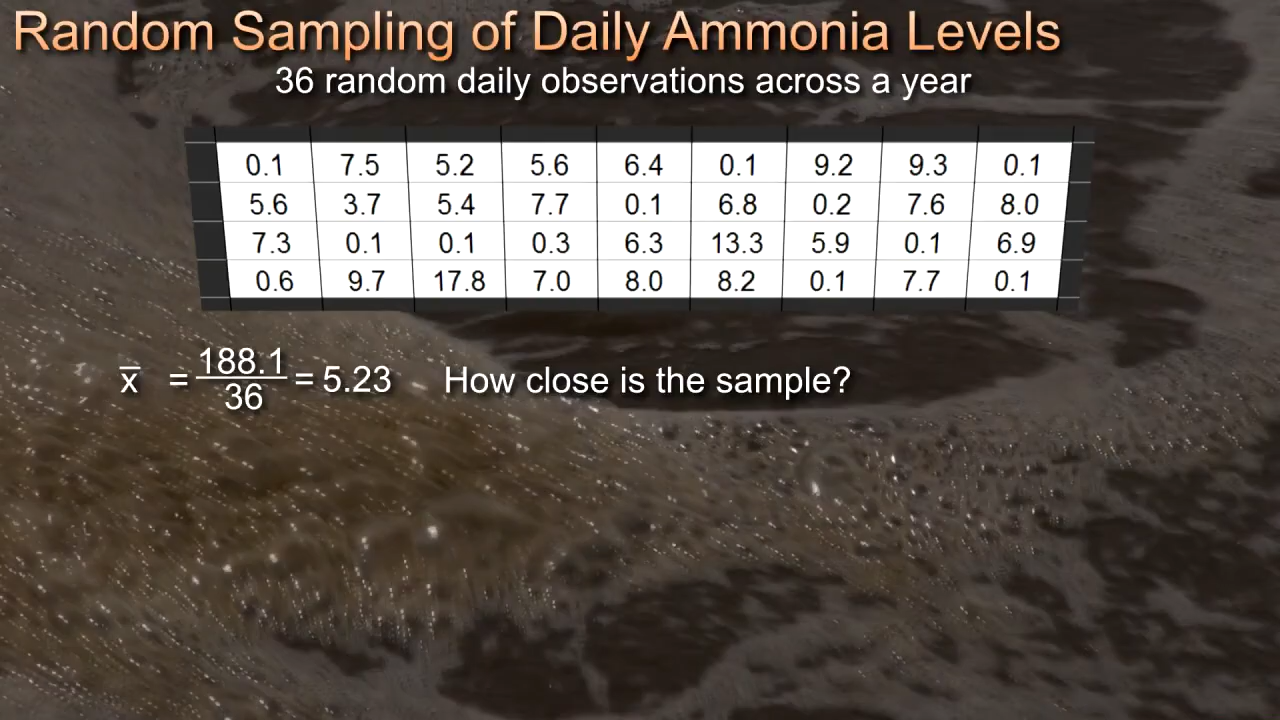 Random Sampling of Daily Ammonia Levels
36 random daily observations across a year
0.1 7.5 5.2 5.6 6.4 0.1 9.2 9.3 0.1
5.6 3.7 5.4 7.7 0.1 6.8 0.2 7.6 8.0
7.3 0.1 0.1 0.3 6.3 13.3 5.9 0.1 6.9
0.6 9.7 17.8 7.0 8.0 8.2 0.1 7.7 0.1
x̄ = 188.1/36 = 5.23 How close is the sample?